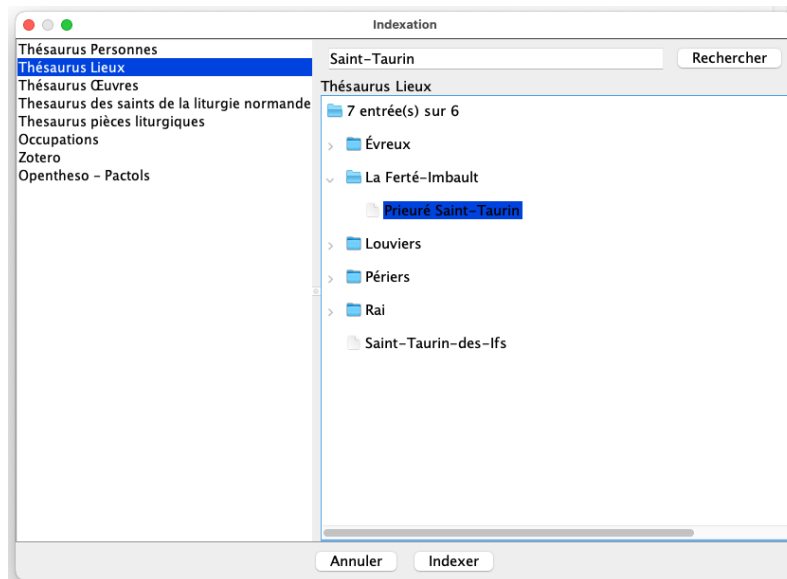 Indexation
Thésaurus Personnes
Thésaurus Lieux
Thésaurus Œuvres
Thesaurus des saints de la liturgie normande
Thesaurus pièces liturgiques
Occupations
Zotero
Opentheso – Pactols
Saint-Taurin
Rechercher
Thésaurus Lieux
7 entrée(s) sur 6
Évreux
La Ferté-Imbault
Prieuré Saint-Taurin
Louviers
Périers
Rai
Saint-Taurin-des-Ifs
Annuler
Indexer